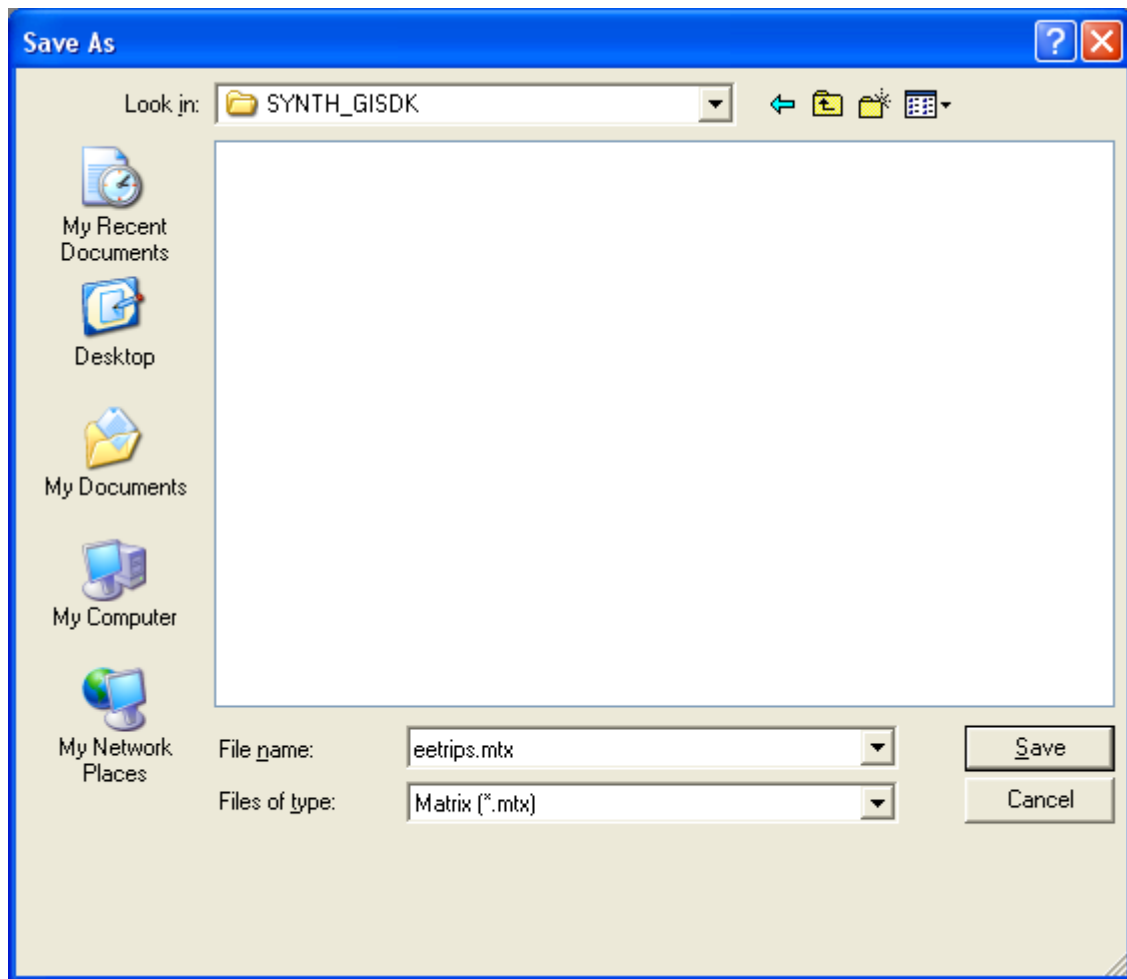 Save As
Look in: SYNTH_GISDK
My Recent
Documents
Desktop
My Documents
My Computer
My Network
Places
File name: eetrips.mtx Save
Files of type: Matrix (*.mtx) Cancel